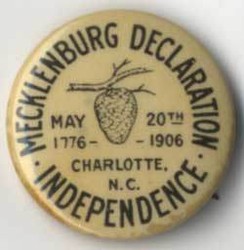 · MECKLENBURG DECLARATION ·
MAY 20TH
1776 - - 1906
CHARLOTTE,
N.C.
INDEPENDENCE